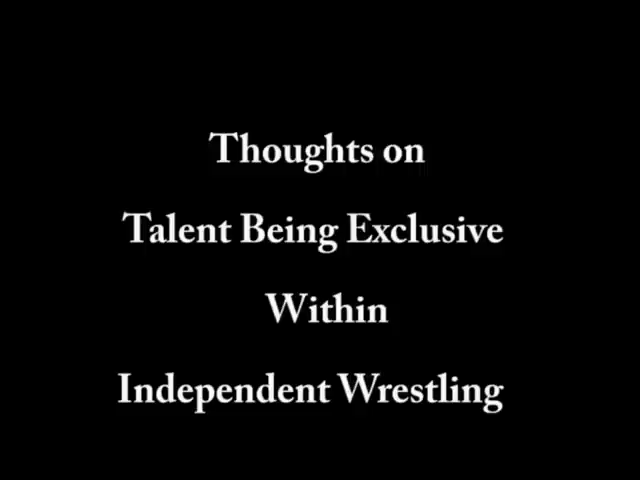 Thoughts on
Talent Being Exclusive
Within
Independent Wrestling